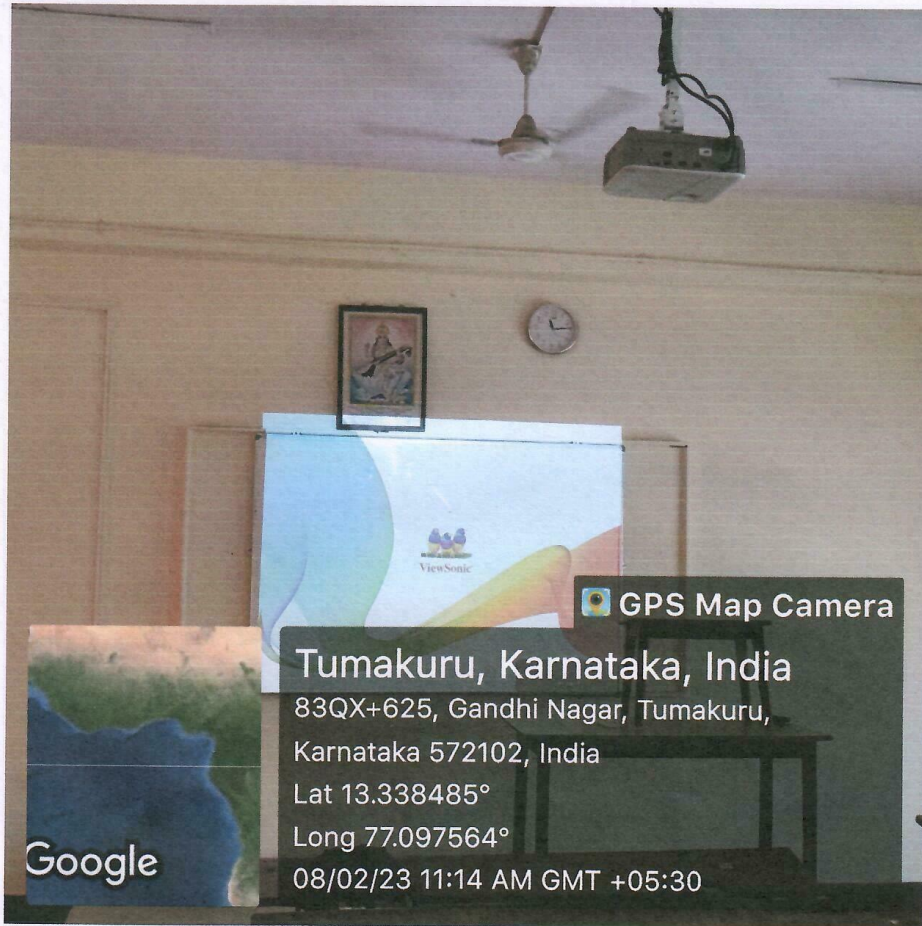 ViewSonic
GPS Map Camera
Tumakuru, Karnataka, India
83QX+625, Gandhi Nagar, Tumakuru,
Karnataka 572102, India
Lat 13.338485°
Long 77.097564°
08/02/23 11:14 AM GMT +05:30
Google